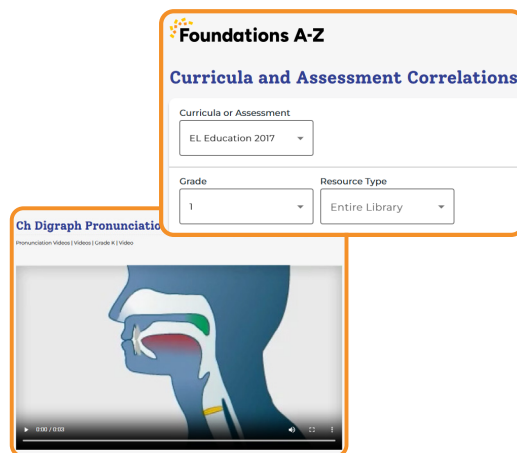 Foundations A-Z
Curricula and Assessment Correlations
Curricula or Assessment
EL Education 2017
Grade
Resource Type
1
Entire Library
Ch Digraph Pronunciatio
Pronunciation Videos | Videos | Grade K | Video
0:00 / 0:03